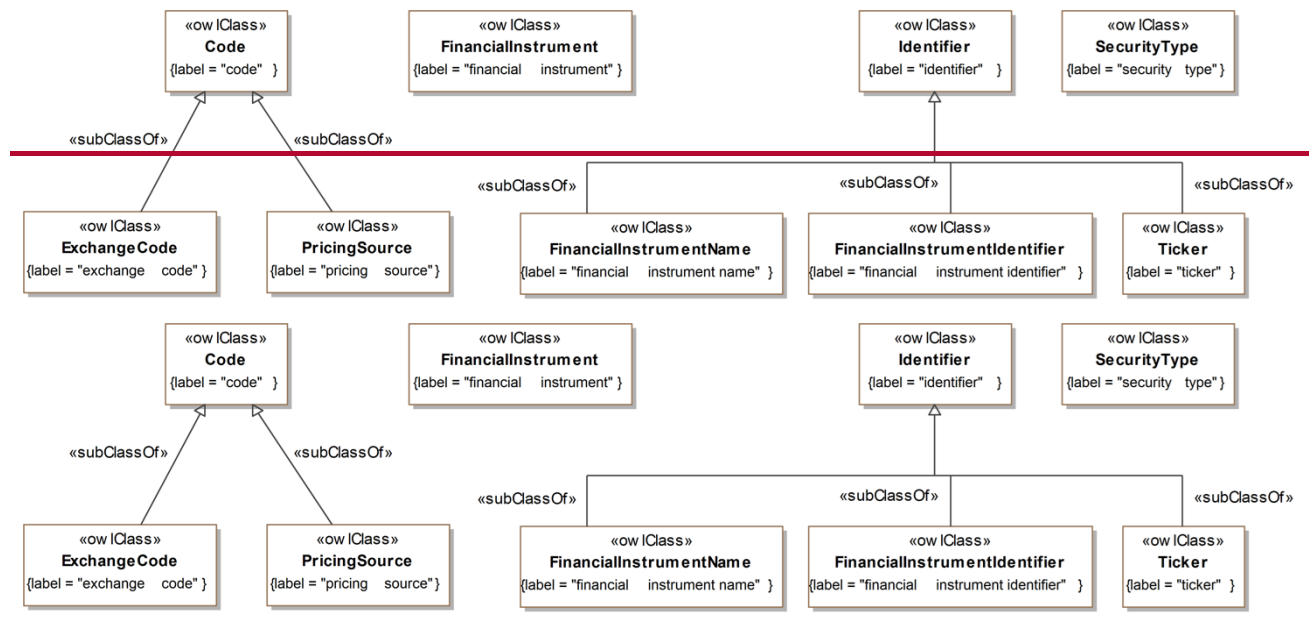 «owlClass» «owlClass» «owlClass» «owlClass»
Code FinancialInstrument Identifier SecurityType
{label = "code" } {label = "financial instrument" } {label = "identifier" } {label = "security type" }
«subClassOf» «subClassOf»
«subClassOf» «subClassOf» «subClassOf»
«owlClass» «owlClass» «owlClass» «owlClass» «owlClass»
ExchangeCode PricingSource FinancialInstrumentName FinancialInstrumentIdentifier Ticker
{label = "exchange code" } {label = "pricing source" } {label = "financial instrument name" } {label = "financial instrument identifier" } {label = "ticker" }
«owlClass» «owlClass» «owlClass» «owlClass»
Code FinancialInstrument Identifier SecurityType
{label = "code" } {label = "financial instrument" } {label = "identifier" } {label = "security type" }
«subClassOf» «subClassOf»
«subClassOf» «subClassOf» «subClassOf»
«owlClass» «owlClass» «owlClass» «owlClass» «owlClass»
ExchangeCode PricingSource FinancialInstrumentName FinancialInstrumentIdentifier Ticker
{label = "exchange code" } {label = "pricing source" } {label = "financial instrument name" } {label = "financial instrument identifier" } {label = "ticker" }